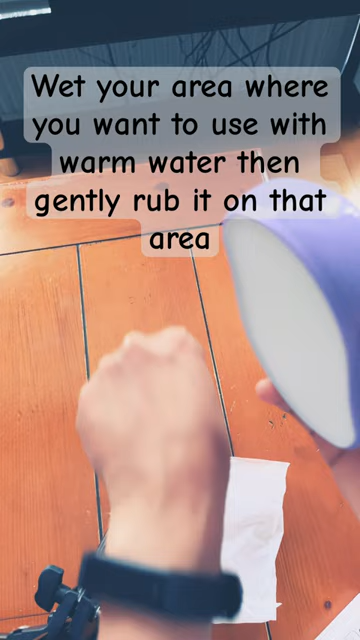 Wet your area where
you want to use with
warm water then
gently rub it on that
area